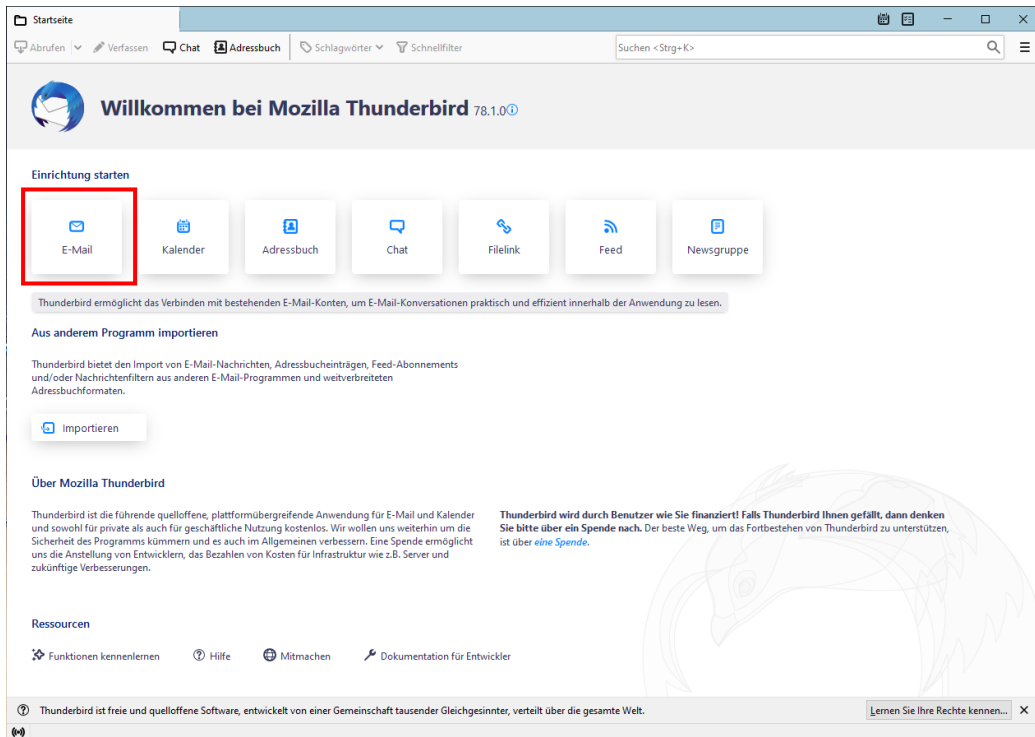 Startseite
Abrufen Verfassen Chat Adressbuch Schlagwörter Schnellfilter Suchen <Strg+K>
Willkommen bei Mozilla Thunderbird 78.1.0
Einrichtung starten
E-Mail Kalender Adressbuch Chat Filelink Feed Newsgruppe
Thunderbird ermöglicht das Verbinden mit bestehenden E-Mail-Konten, um E-Mail-Konversationen praktisch und effizient innerhalb der Anwendung zu lesen.
Aus anderem Programm importieren
Thunderbird bietet den Import von E-Mail-Nachrichten, Adressbucheinträgen, Feed-Abonnements
und/oder Nachrichtenfiltern aus anderen E-Mail-Programmen und weitverbreiteten
Adressbuchformaten.
Importieren
Über Mozilla Thunderbird
Thunderbird ist die führende quelloffene, plattformübergreifende Anwendung für E-Mail und Kalender
und sowohl für private als auch für geschäftliche Nutzung kostenlos. Wir wollen uns weiterhin um die
Sicherheit des Programms kümmern und es auch im Allgemeinen verbessern. Eine Spende ermöglicht
uns die Anstellung von Entwicklern, das Bezahlen von Kosten für Infrastruktur wie z.B. Server und
zukünftige Verbesserungen.
Thunderbird wird durch Benutzer wie Sie finanziert! Falls Thunderbird Ihnen gefällt, dann denken
Sie bitte über ein Spende nach. Der beste Weg, um das Fortbestehen von Thunderbird zu unterstützen,
ist über eine Spende.
Ressourcen
Funktionen kennenlernen Hilfe Mitmachen Dokumentation für Entwickler
Thunderbird ist freie und quelloffene Software, entwickelt von einer Gemeinschaft tausender Gleichgesinnter, verteilt über die gesamte Welt. Lernen Sie Ihre Rechte kennen...